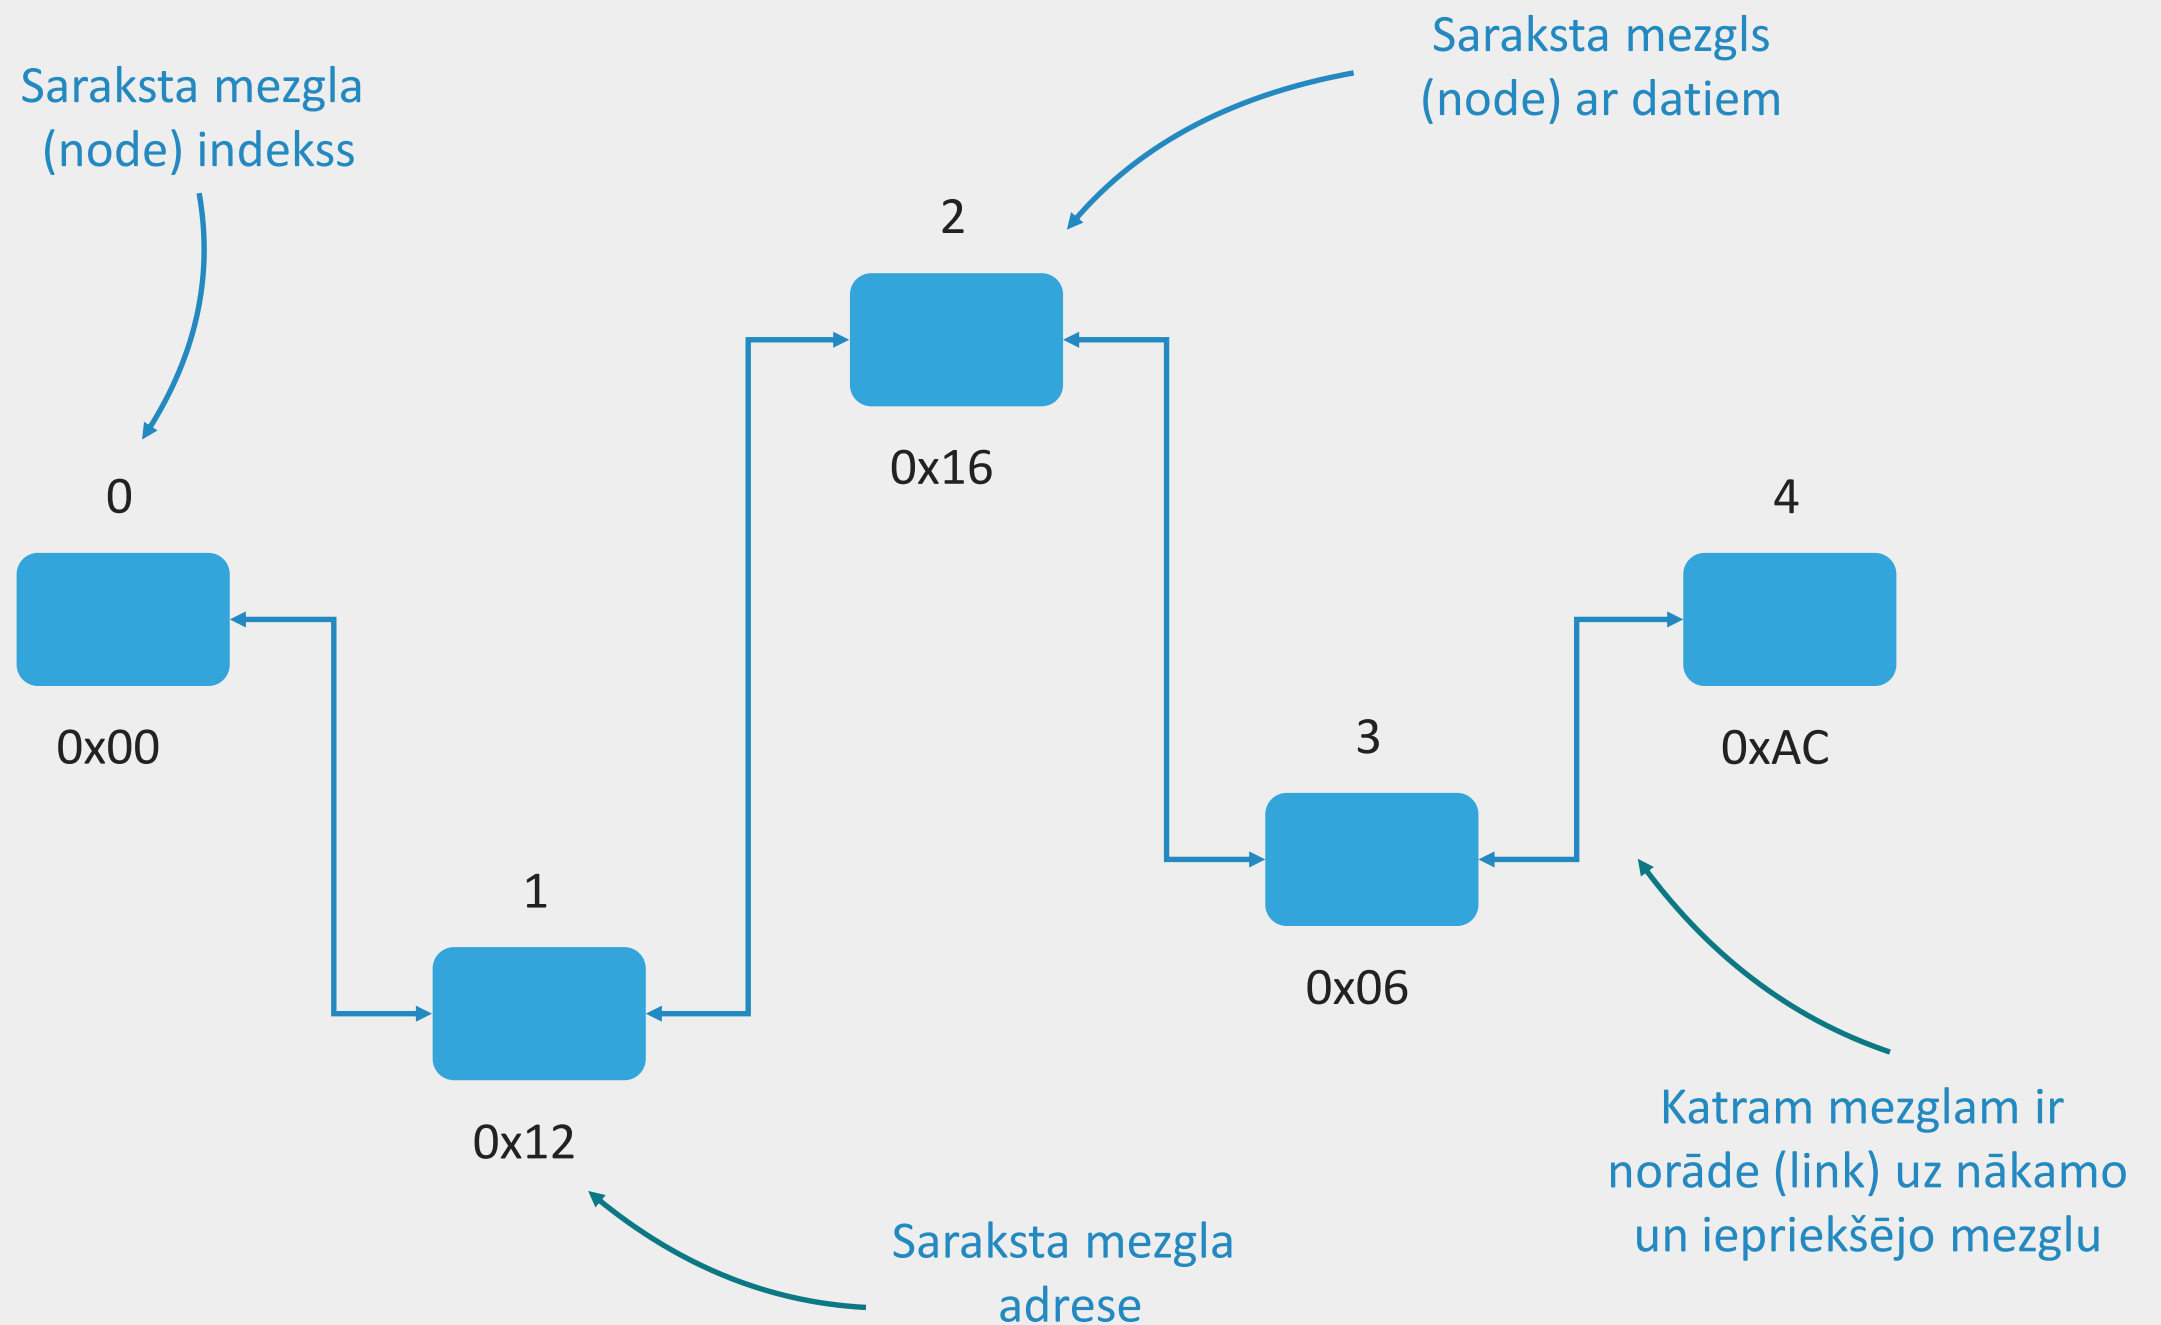 Saraksta mezgla
(node) indekss
Saraksta mezgls
(node) ar datiem
2
0x16
0
0x00
4
0xAC
3
0x06
1
0x12
Saraksta mezgla
adrese
Katram mezglam ir
norāde (link) uz nākamo
un iepriekšējo mezglu